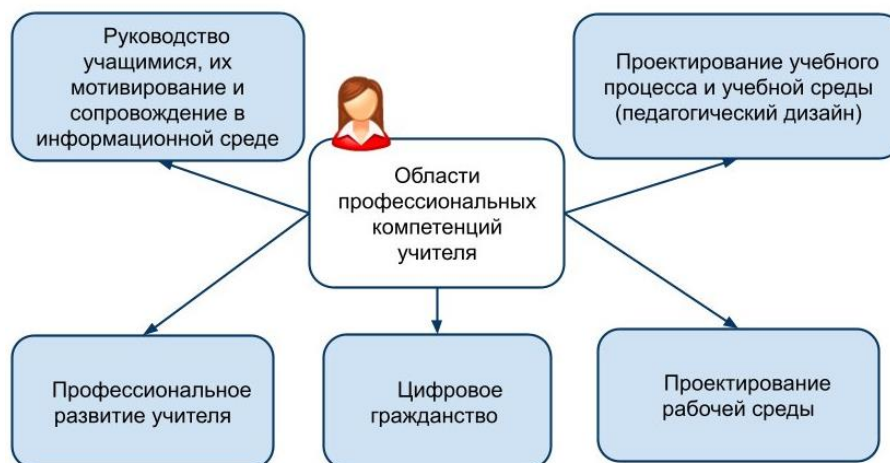 Руководство
учащимися, их
мотивирование и
сопровождение в
информационной среде
Проектирование учебного
процесса и учебной среды
(педагогический дизайн)
Области
профессиональных
компетенций
учителя
Профессиональное
развитие учителя
Цифровое
гражданство
Проектирование
рабочей среды